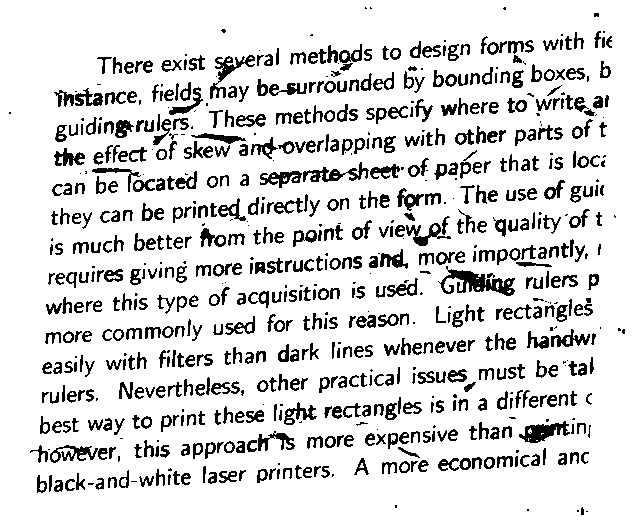 There exist several methods to design forms with fie
instance, fields may be surrounded by bounding boxes, b
guiding rulers. These methods specify where to write ar
the effect of skew and overlapping with other parts of t
can be located on a separate sheet of paper that is loca
they can be printed directly on the form. The use of guid
is much better from the point of view of the quality of t
requires giving more instructions and, more importantly, r
where this type of acquisition is used. Guiding rulers p
more commonly used for this reason. Light rectangles
easily with filters than dark lines whenever the handwr
rulers. Nevertheless, other practical issues must be tak
best way to print these light rectangles is in a different c
however, this approach is more expensive than printing
black-and-white laser printers. A more economical and